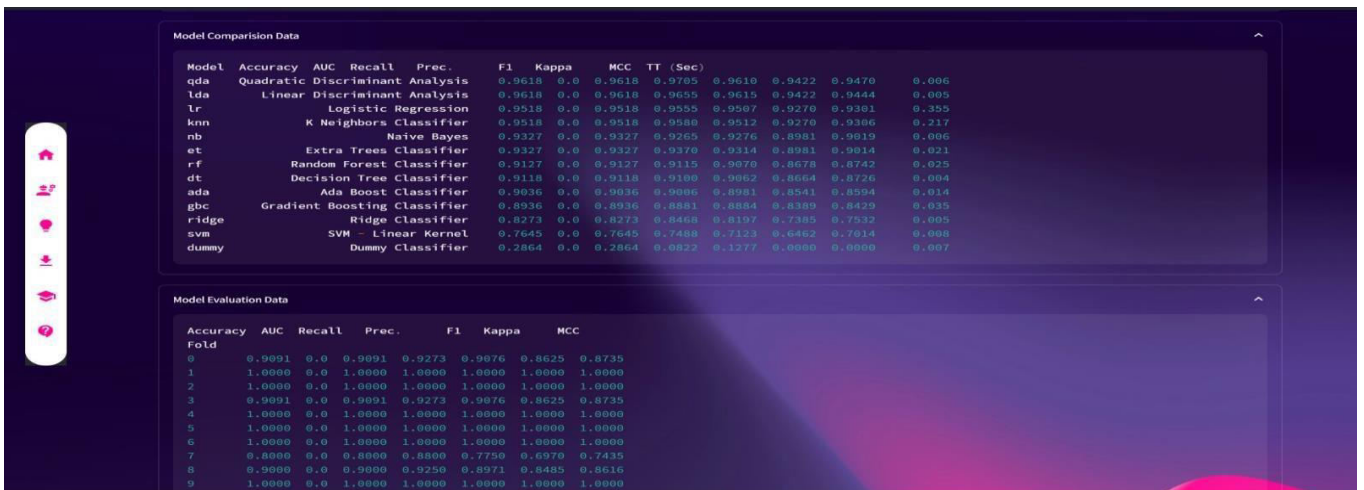 Model Comparision Data
Model Accuracy AUC Recall Prec. F1 Kappa MCC TT (Sec)
qda Quadratic Discriminant Analysis 0.9618 0.0 0.9618 0.9705 0.9610 0.9422 0.9470 0.006
lda Linear Discriminant Analysis 0.9618 0.0 0.9618 0.9655 0.9615 0.9422 0.9444 0.005
lr Logistic Regression 0.9518 0.0 0.9518 0.9555 0.9507 0.9270 0.9301 0.355
knn K Neighbors Classifier 0.9518 0.0 0.9518 0.9580 0.9512 0.9270 0.9306 0.217
nb Naive Bayes 0.9327 0.0 0.9327 0.9265 0.9276 0.8981 0.9019 0.006
et Extra Trees Classifier 0.9327 0.0 0.9327 0.9370 0.9314 0.8981 0.9014 0.021
rf Random Forest Classifier 0.9127 0.0 0.9127 0.9115 0.9070 0.8678 0.8742 0.025
dt Decision Tree Classifier 0.9118 0.0 0.9118 0.9100 0.9062 0.8664 0.8726 0.004
ada Ada Boost Classifier 0.9036 0.0 0.9036 0.9006 0.8981 0.8541 0.8594 0.014
gbc Gradient Boosting Classifier 0.8936 0.0 0.8936 0.8881 0.8884 0.8389 0.8429 0.035
ridge Ridge Classifier 0.8273 0.0 0.8273 0.8468 0.8197 0.7385 0.7532 0.005
svm SVM - Linear Kernel 0.7645 0.0 0.7645 0.7488 0.7123 0.6462 0.7014 0.008
dummy Dummy Classifier 0.2864 0.0 0.2864 0.0822 0.1277 0.0000 0.0000 0.007
Model Evaluation Data
Accuracy AUC Recall Prec. F1 Kappa MCC
Fold
0 0.9091 0.0 0.9091 0.9273 0.9076 0.8625 0.8735
1 1.0000 0.0 1.0000 1.0000 1.0000 1.0000 1.0000
2 1.0000 0.0 1.0000 1.0000 1.0000 1.0000 1.0000
3 0.9091 0.0 0.9091 0.9273 0.9076 0.8625 0.8735
4 1.0000 0.0 1.0000 1.0000 1.0000 1.0000 1.0000
5 1.0000 0.0 1.0000 1.0000 1.0000 1.0000 1.0000
6 1.0000 0.0 1.0000 1.0000 1.0000 1.0000 1.0000
7 0.8000 0.0 0.8000 0.8800 0.7750 0.6970 0.7435
8 0.9000 0.0 0.9000 0.9250 0.8971 0.8485 0.8616
9 1.0000 0.0 1.0000 1.0000 1.0000 1.0000 1.0000